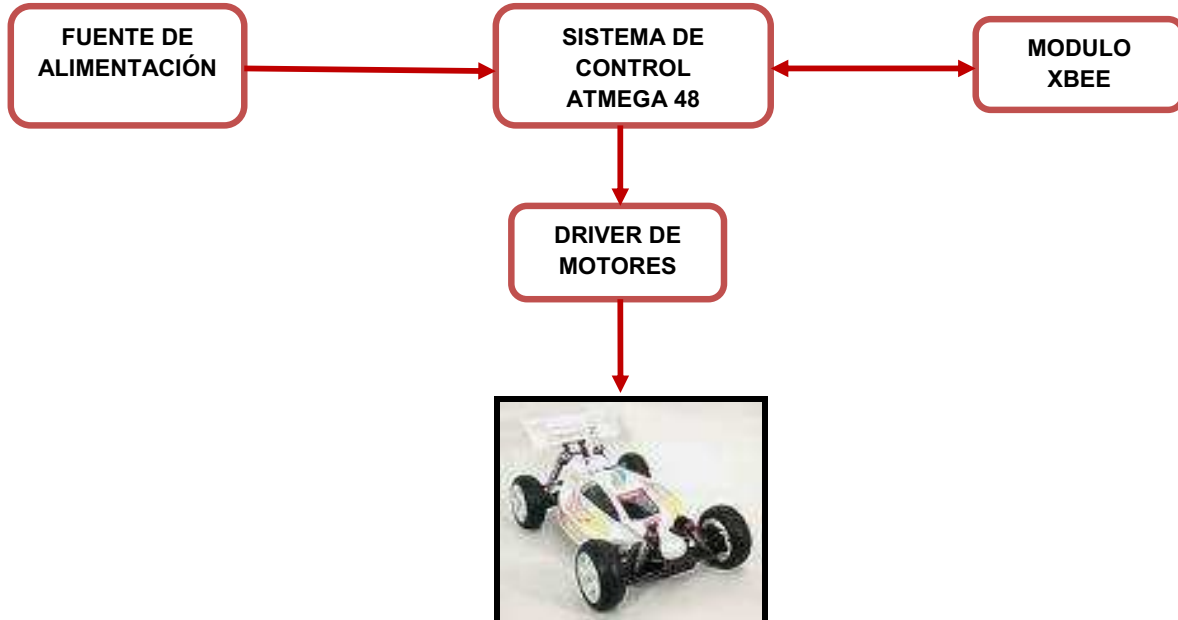 FUENTE DE
ALIMENTACIÓN
SISTEMA DE
CONTROL
ATMEGA 48
MODULO
XBEE
DRIVER DE
MOTORES